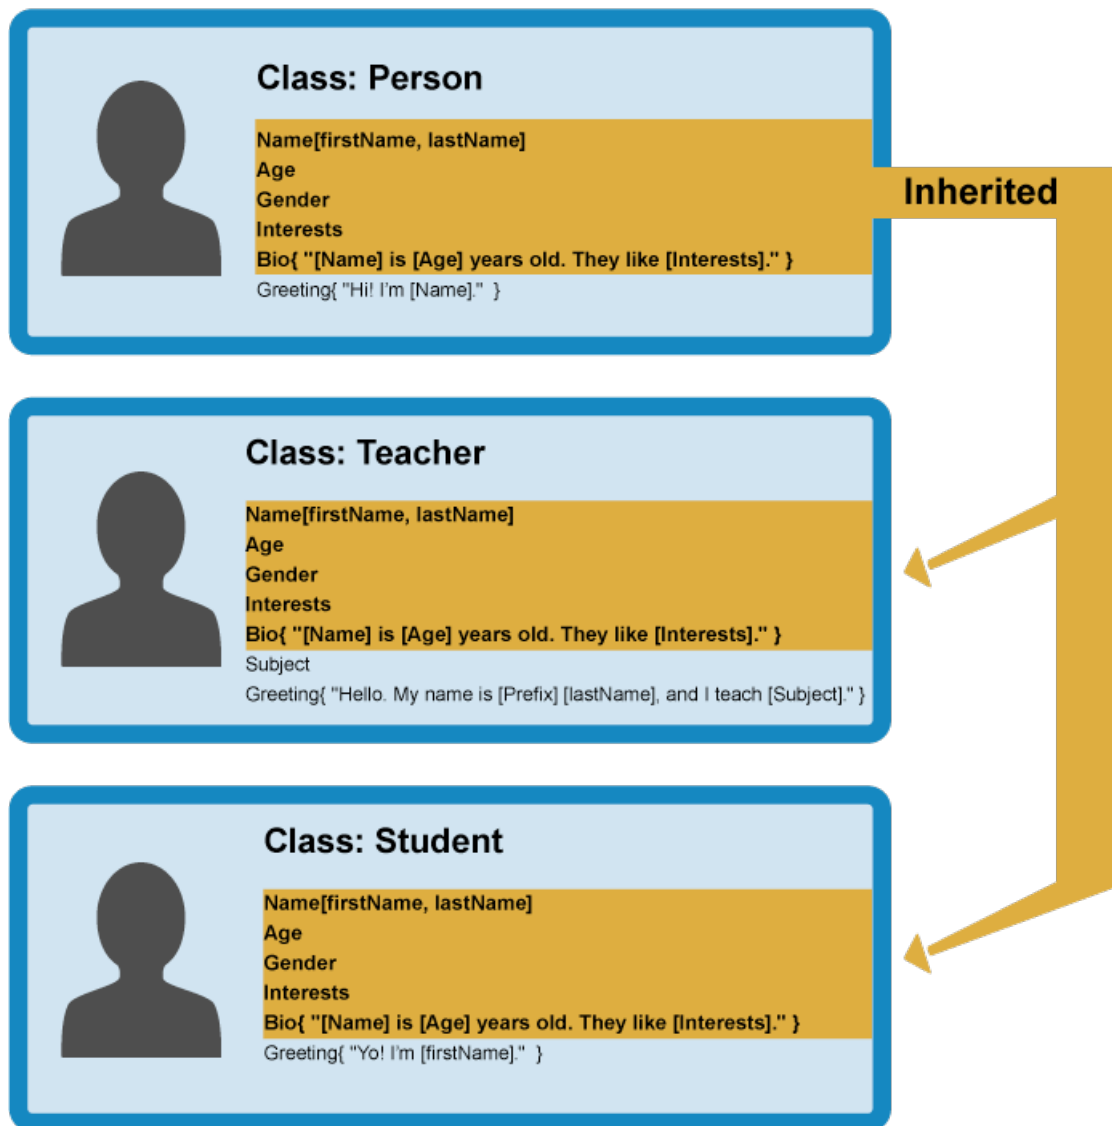 Class: Person
Name[firstName, lastName]
Age
Gender
Interests
Bio{ "[Name] is [Age] years old. They like [Interests]." }
Greeting{ "Hi! I'm [Name]."  }
Inherited
Class: Teacher
Name[firstName, lastName]
Age
Gender
Interests
Bio{ "[Name] is [Age] years old. They like [Interests]." }
Subject
Greeting{ "Hello. My name is [Prefix] [lastName], and I teach [Subject]." }
Class: Student
Name[firstName, lastName]
Age
Gender
Interests
Bio{ "[Name] is [Age] years old. They like [Interests]." }
Greeting{ "Yo! I'm [firstName]."  }